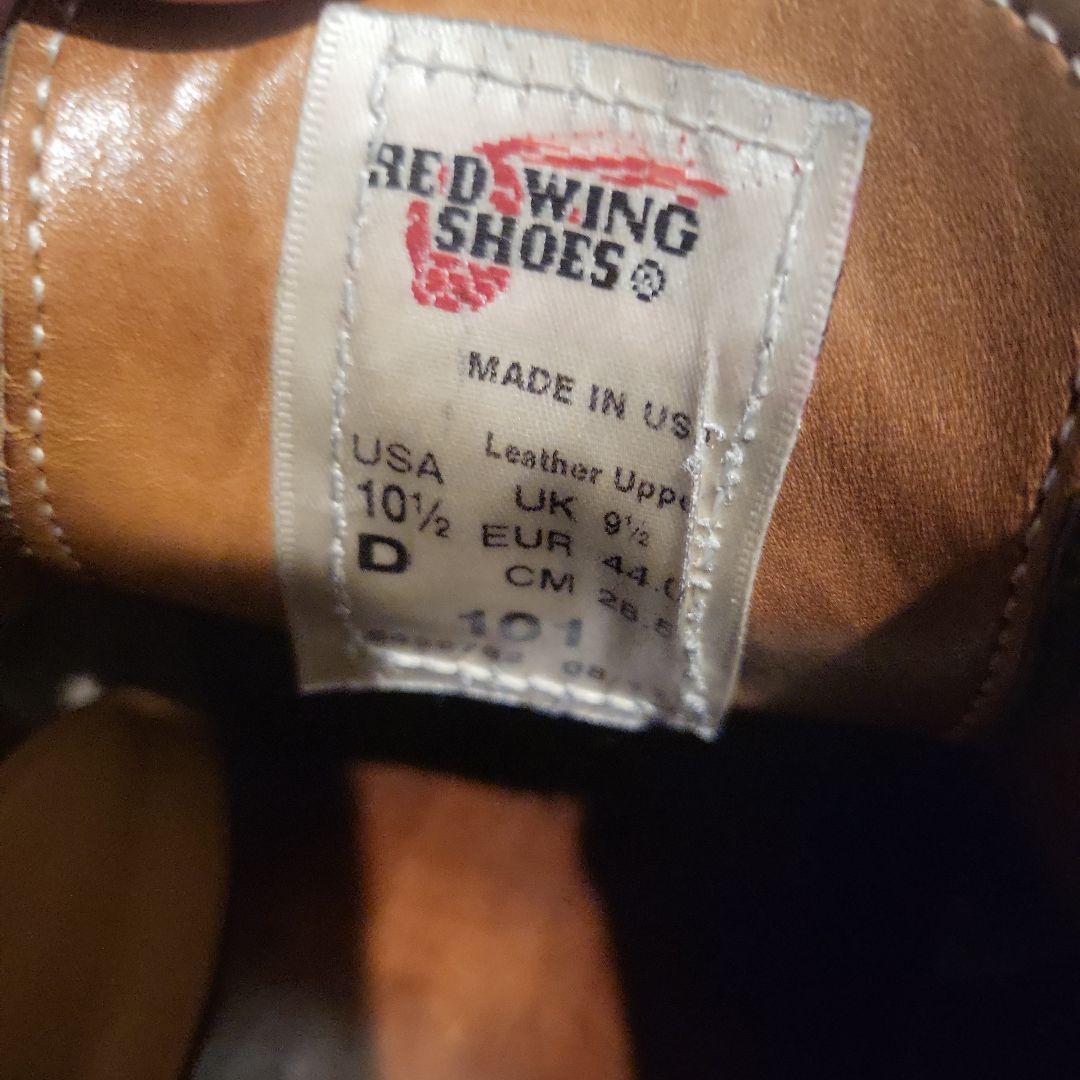 RED WING
SHOES®
MADE IN USA
Leather Uppe
USA UK 9½
10½ EUR 44.0
D CM 28.5
101